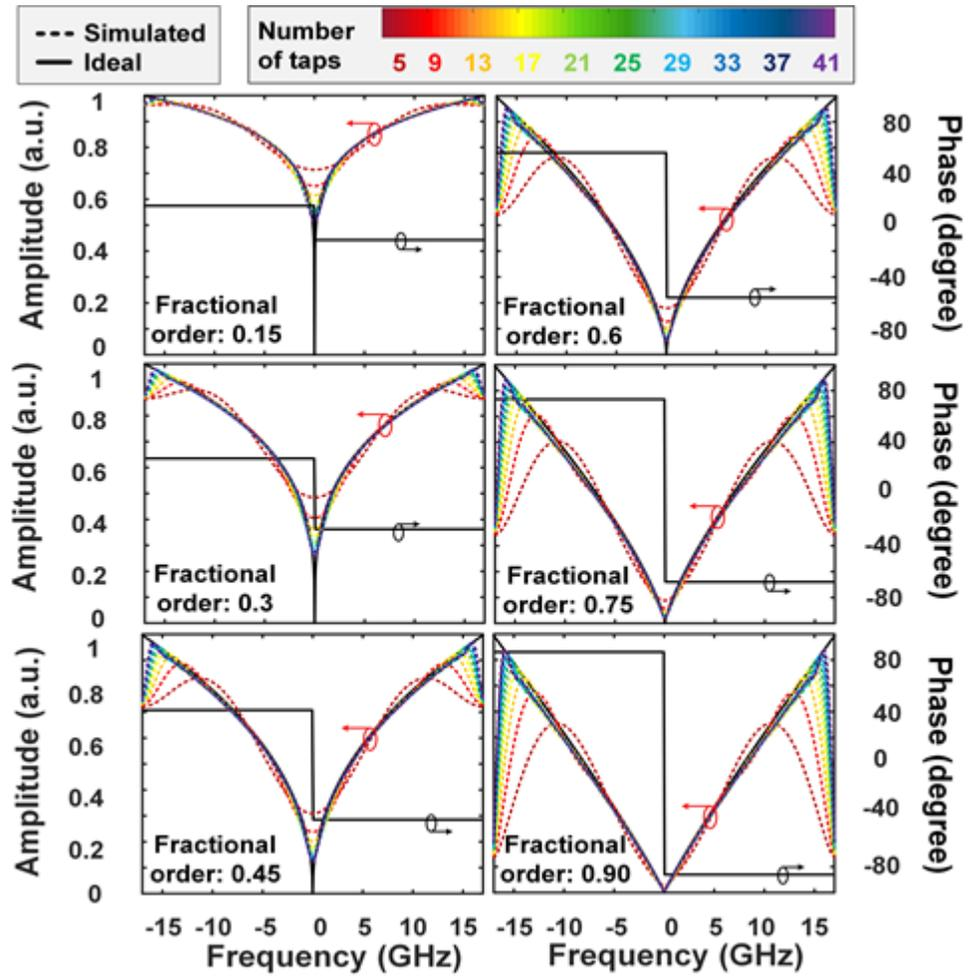 Simulated
Ideal
Number
of taps
5 9 13 17 21 25 29 33 37 41
Amplitude (a.u.)
1
0.8
0.6
0.4
0.2
0
Fractional
order: 0.15
Fractional
order: 0.6
80
40
0
-40
-80
Phase (degree)
Amplitude (a.u.)
1
0.8
0.6
0.4
0.2
0
Fractional
order: 0.3
Fractional
order: 0.75
80
40
0
-40
-80
Phase (degree)
Amplitude (a.u.)
1
0.8
0.6
0.4
0.2
0
Fractional
order: 0.45
Fractional
order: 0.90
80
40
0
-40
-80
Phase (degree)
-15 -10 -5 0 5 10 15
-15 -10 -5 0 5 10 15
Frequency (GHz)
Frequency (GHz)